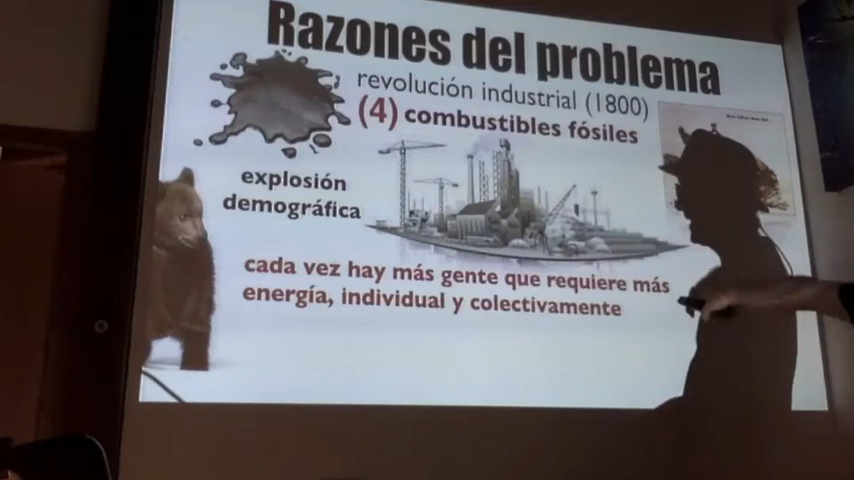 Razones del problema
revolución industrial (1800)
(4) combustibles fósiles
explosión
demográfica
cada vez hay más gente que requiere más
energía, individual y colectivamente